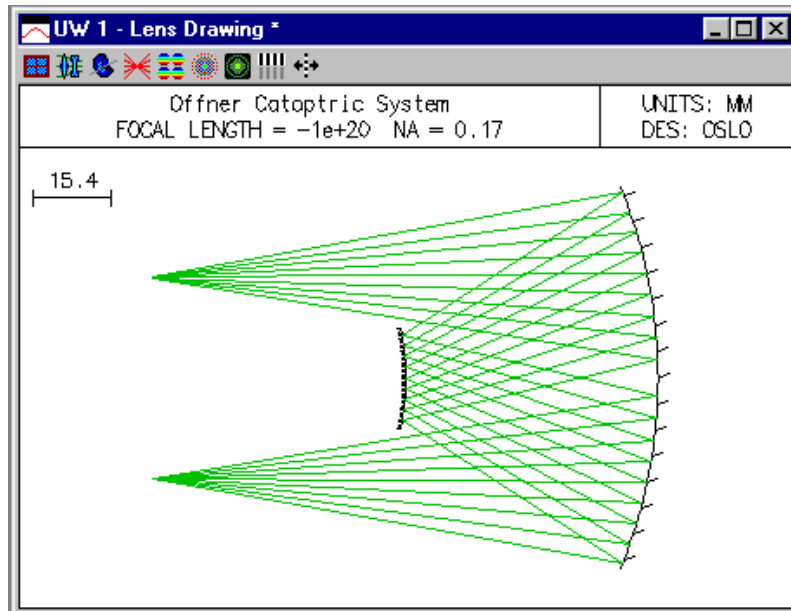 UW 1 - Lens Drawing *
Offner Catoptric System
FOCAL LENGTH = -1e+20 NA = 0.17
UNITS: MM
DES: OSLO
15.4